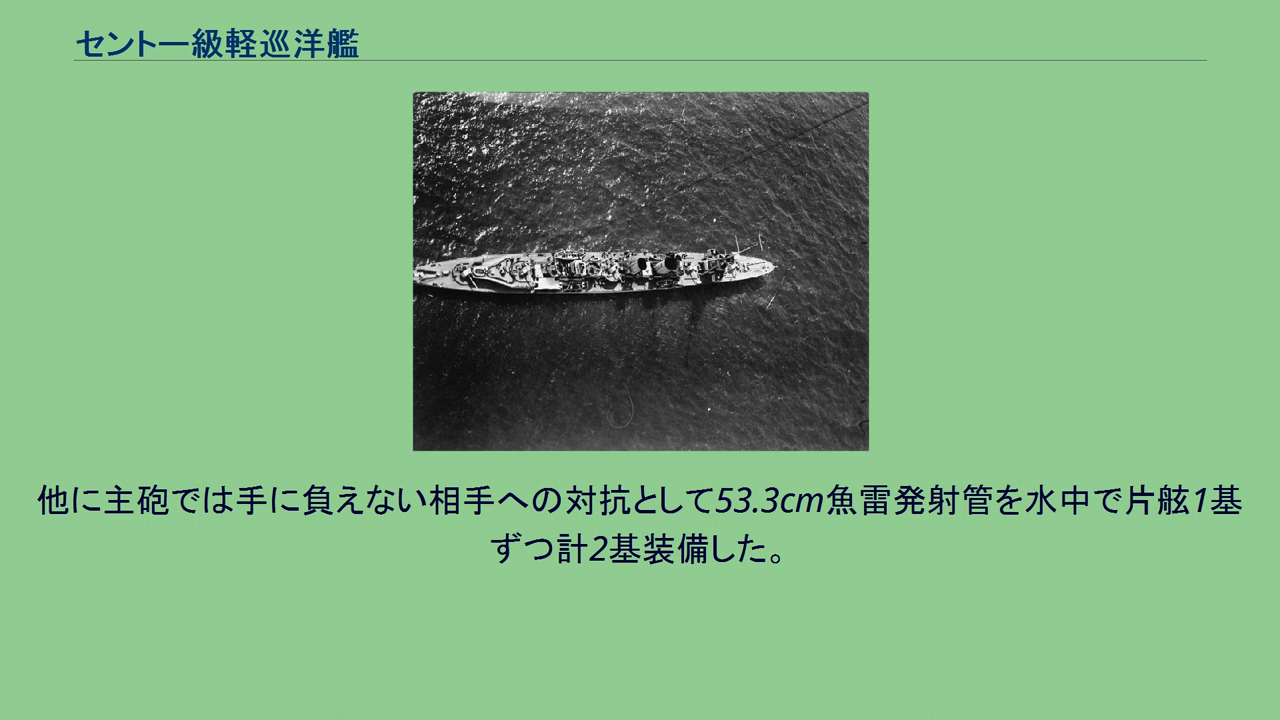 セントー級軽巡洋艦
他に主砲では手に負えない相手への対抗として53.3cm魚雷発射管を水中で片舷1基
ずつ計2基装備した。